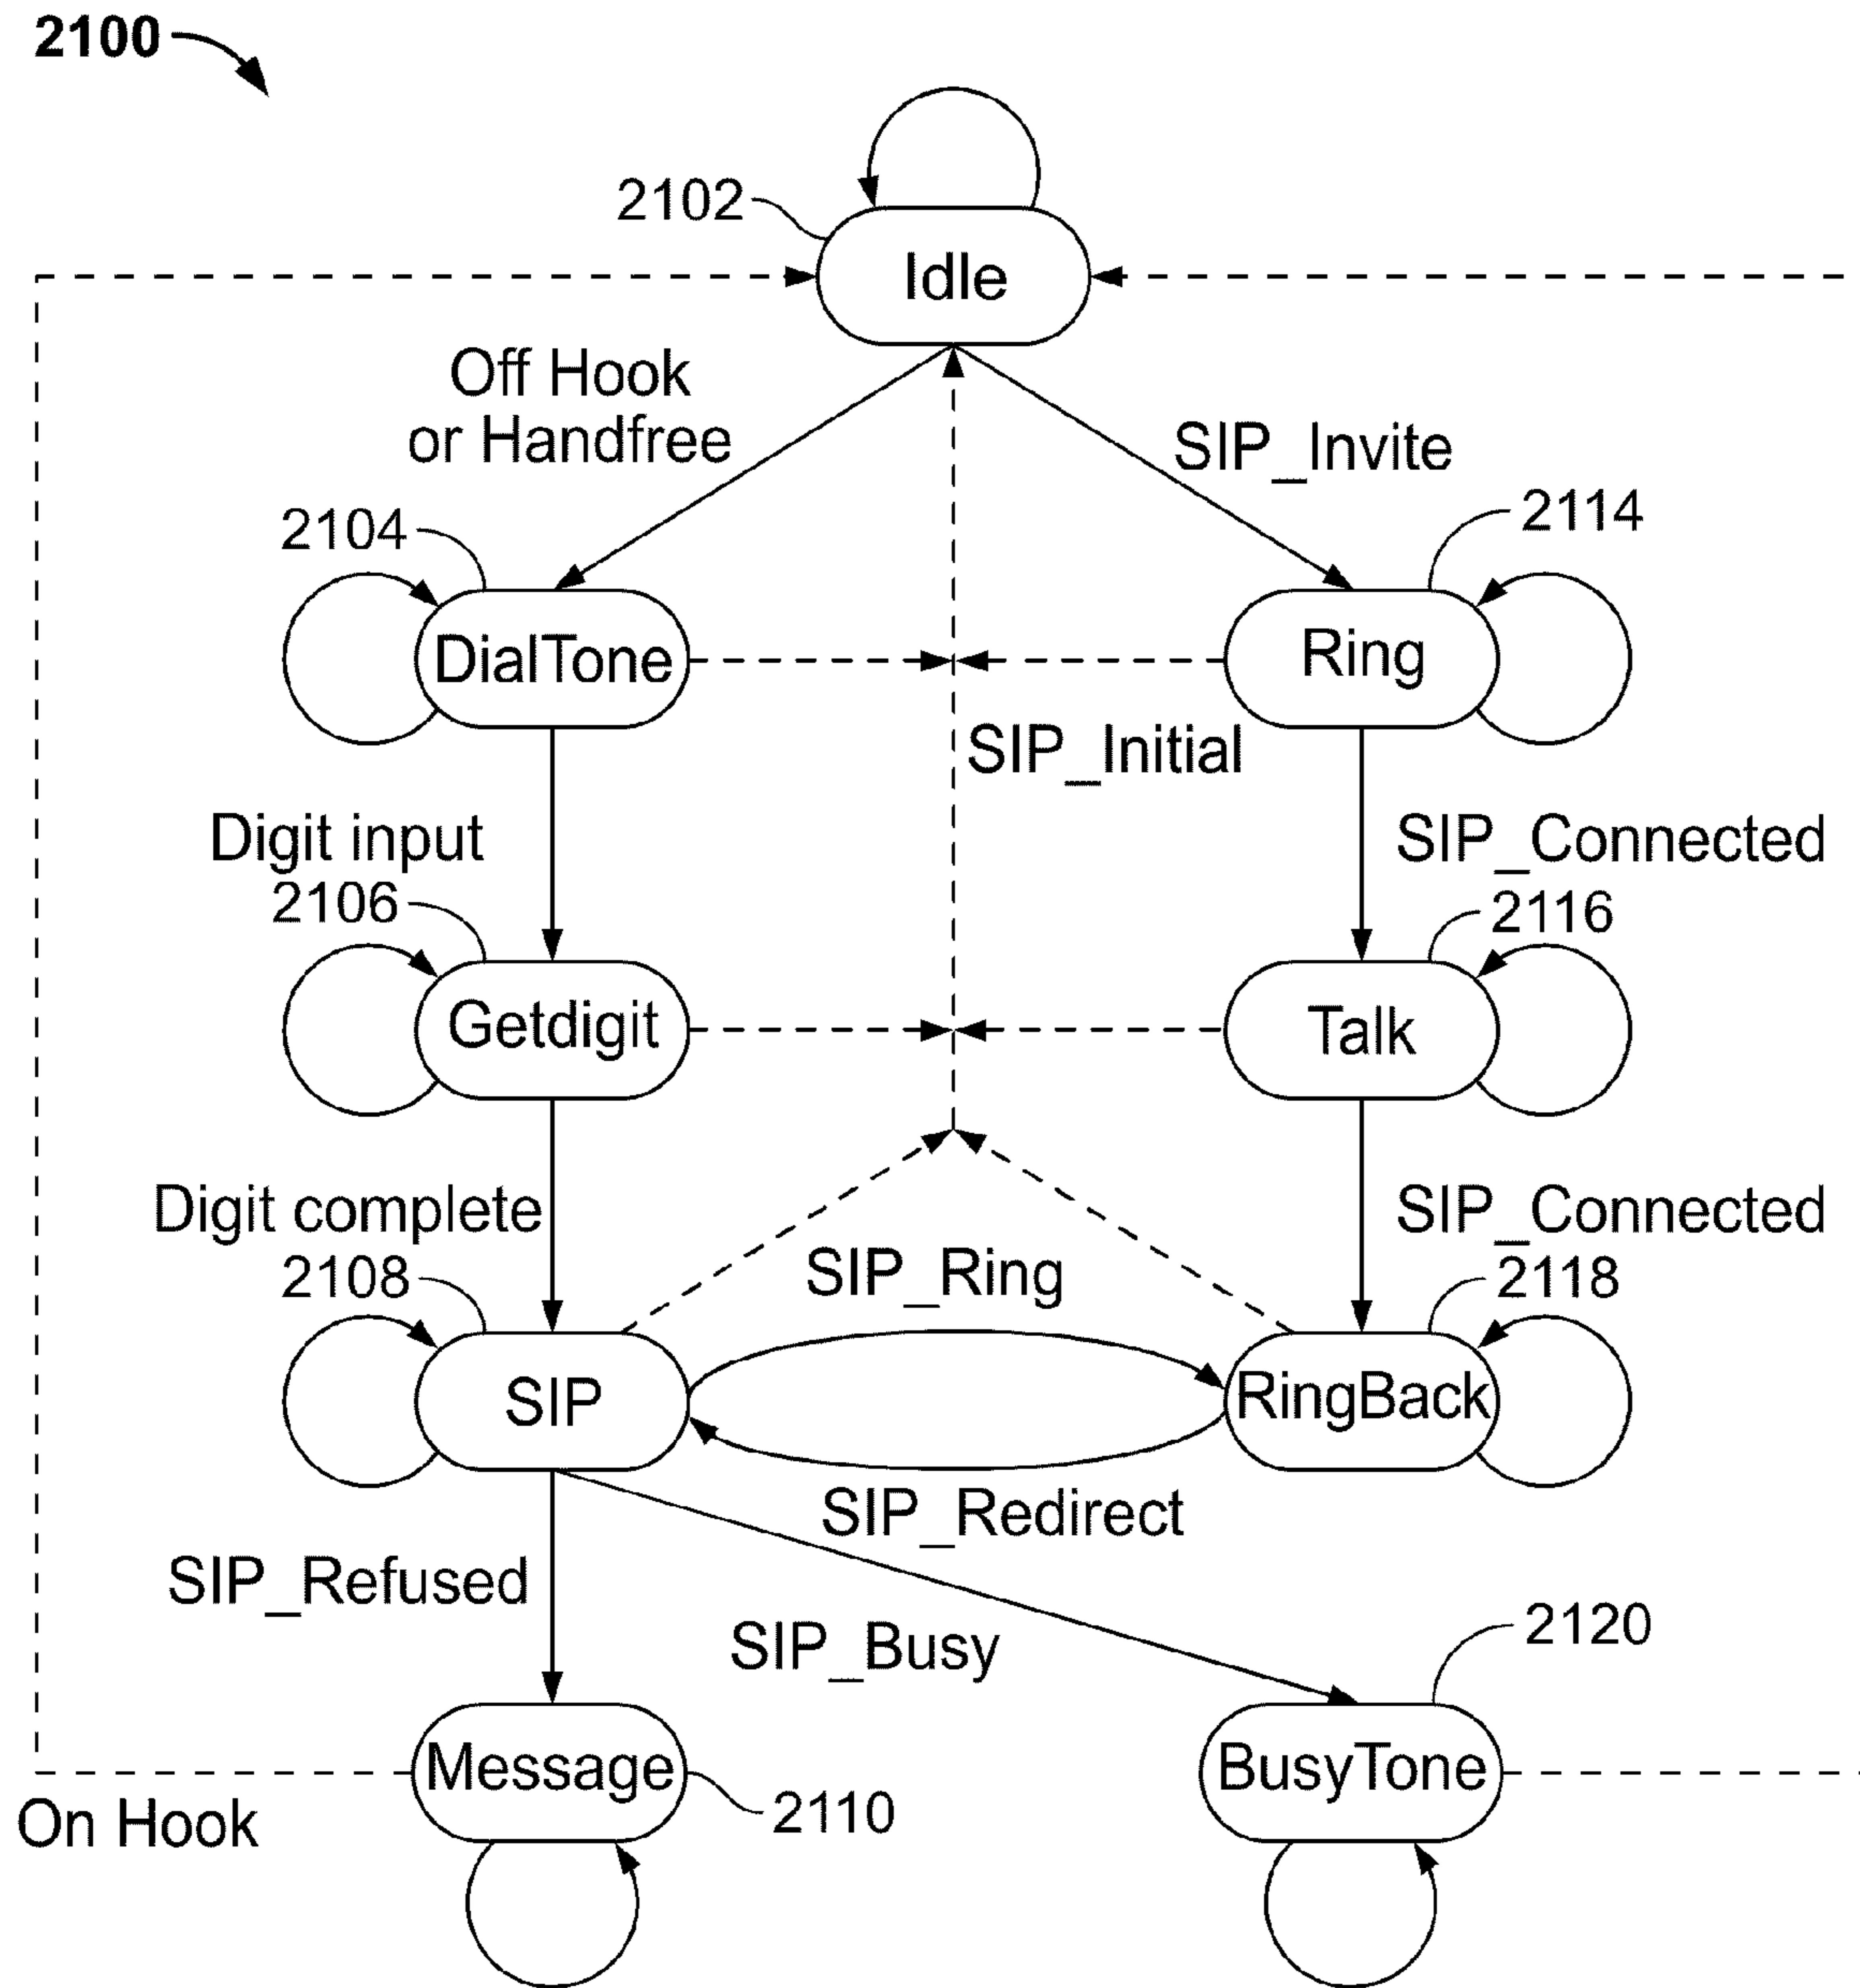 2100
2102
Idle
Off Hook
or Handfree
SIP_Invite
2104
2114
DialTone
Ring
SIP_Initial
Digit input
SIP_Connected
2106
2116
Getdigit
Talk
Digit complete
SIP_Connected
2108
SIP_Ring
2118
SIP
RingBack
SIP_Redirect
SIP_Refused
SIP_Busy
2120
Message
BusyTone
2110
On Hook